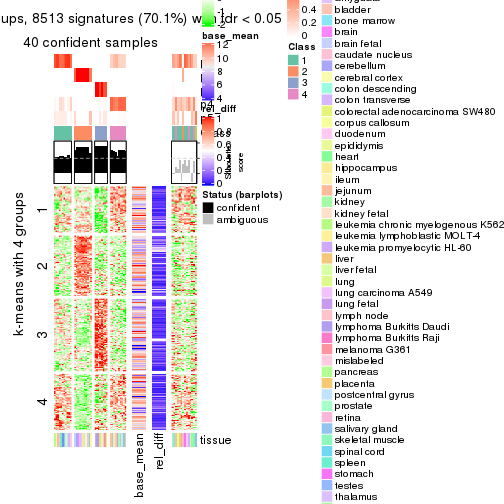 ups, 8513 signatures (70.1%) w fdr < 0.05
40 confident samples
k-means with 4 groups
1
2
3
4
base_mean
rel_diff
tissue
-2
base_mean
12
10
8
6
4
2
rel_diff
1
0.8
0.6
0.4
0.2
0
Silhouette
score
Status (barplots)
confident
ambiguous
0.4
0.2
0
Class
1
2
3
4
bladder
bone marrow
brain
brain fetal
caudate nucleus
cerebellum
cerebral cortex
colon descending
colon transverse
colorectal adenocarcinoma SW480
corpus callosum
duodenum
epididymis
heart
hippocampus
ileum
jejunum
kidney
kidney fetal
leukemia chronic myelogenous K562
leukemia lymphoblastic MOLT-4
leukemia promyelocytic HL-60
liver
liver fetal
lung
lung carcinoma A549
lung fetal
lymph node
lymphoma Burkitts Daudi
lymphoma Burkitts Raji
melanoma G361
mislabeled
pancreas
placenta
postcentral gyrus
prostate
retina
salivary gland
skeletal muscle
spinal cord
spleen
stomach
testes
thalamus